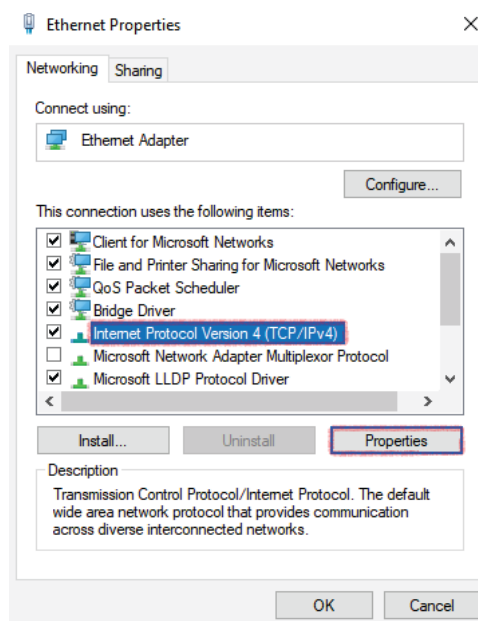 Ethernet Properties
Networking Sharing
Connect using:
Ethernet Adapter
Configure...
This connection uses the following items:
Client for Microsoft Networks
File and Printer Sharing for Microsoft Networks
QoS Packet Scheduler
Bridge Driver
Internet Protocol Version 4 (TCP/IPv4)
Microsoft Network Adapter Multiplexor Protocol
Microsoft LLDP Protocol Driver
Install... Uninstall Properties
Description
Transmission Control Protocol/Internet Protocol. The default
wide area network protocol that provides communication
across diverse interconnected networks.
OK Cancel